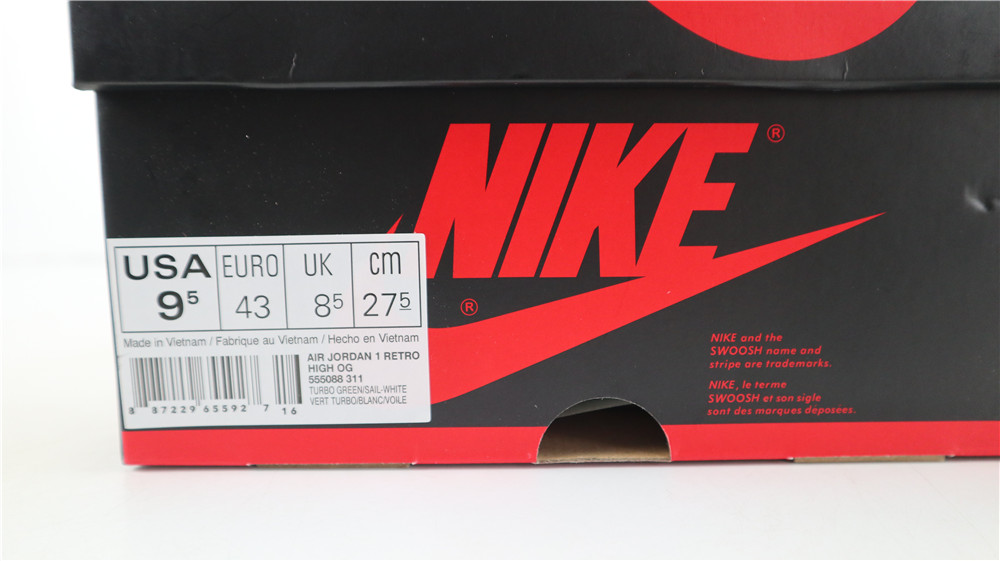 NIKE®
®
USA EURO UK cm
9⁵ 43 8⁵ 27⁵
Made in Vietnam / Fabrique au Vietnam / Hecho en Vietnam
AIR JORDAN 1 RETRO
HIGH OG
555088 311
TURBO GREEN/SAIL-WHITE
VERT TURBO/BLANC/VOILE
8 87229 65592 7 16
NIKE and the
SWOOSH name and
stripe are trademarks.
NIKE, le terme
SWOOSH et son sigle
sont des marques déposées.